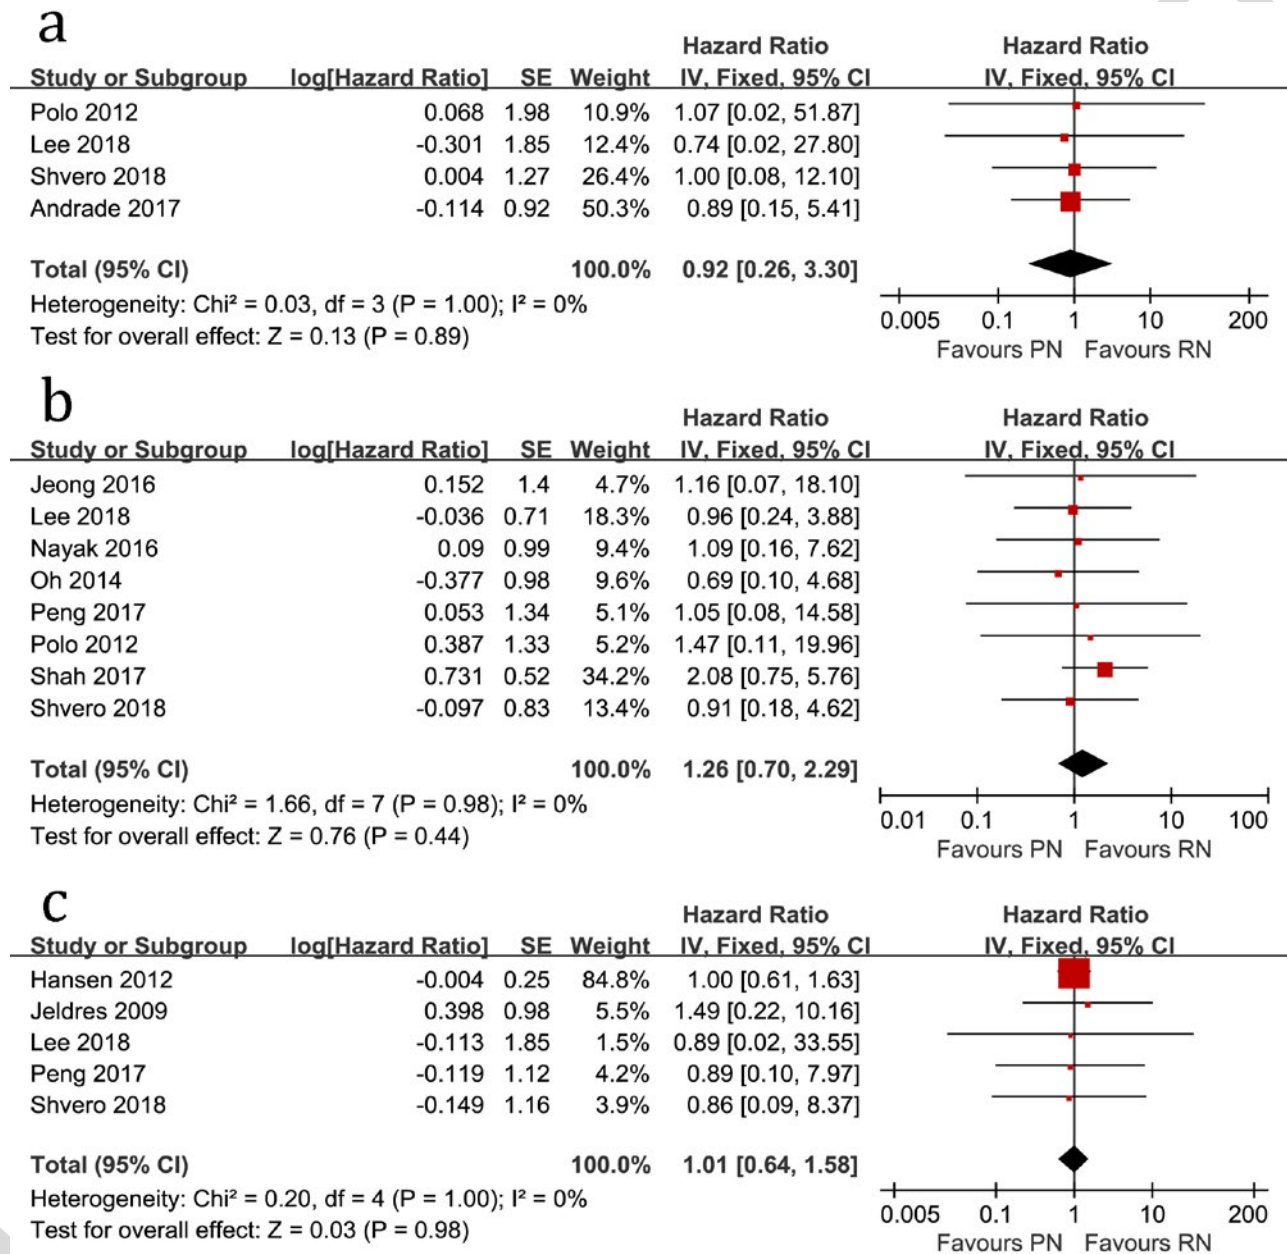 a
Hazard Ratio Hazard Ratio
Study or Subgroup log[Hazard Ratio] SE Weight IV, Fixed, 95% CI IV, Fixed, 95% CI
Polo 2012 0.068 1.98 10.9% 1.07 [0.02, 51.87]
Lee 2018 -0.301 1.85 12.4% 0.74 [0.02, 27.80]
Shvero 2018 0.004 1.27 26.4% 1.00 [0.08, 12.10]
Andrade 2017 -0.114 0.92 50.3% 0.89 [0.15, 5.41]
Total (95% CI) 100.0% 0.92 [0.26, 3.30]
Heterogeneity: Chi² = 0.03, df = 3 (P = 1.00); I² = 0%
Test for overall effect: Z = 0.13 (P = 0.89)
0.005 0.1 1 10 200
Favours PN Favours RN
b
Hazard Ratio Hazard Ratio
Study or Subgroup log[Hazard Ratio] SE Weight IV, Fixed, 95% CI IV, Fixed, 95% CI
Jeong 2016 0.152 1.4 4.7% 1.16 [0.07, 18.10]
Lee 2018 -0.036 0.71 18.3% 0.96 [0.24, 3.88]
Nayak 2016 0.09 0.99 9.4% 1.09 [0.16, 7.62]
Oh 2014 -0.377 0.98 9.6% 0.69 [0.10, 4.68]
Peng 2017 0.053 1.34 5.1% 1.05 [0.08, 14.58]
Polo 2012 0.387 1.33 5.2% 1.47 [0.11, 19.96]
Shah 2017 0.731 0.52 34.2% 2.08 [0.75, 5.76]
Shvero 2018 -0.097 0.83 13.4% 0.91 [0.18, 4.62]
Total (95% CI) 100.0% 1.26 [0.70, 2.29]
Heterogeneity: Chi² = 1.66, df = 7 (P = 0.98); I² = 0%
Test for overall effect: Z = 0.76 (P = 0.44)
0.01 0.1 1 10 100
Favours PN Favours RN
c
Hazard Ratio Hazard Ratio
Study or Subgroup log[Hazard Ratio] SE Weight IV, Fixed, 95% CI IV, Fixed, 95% CI
Hansen 2012 -0.004 0.25 84.8% 1.00 [0.61, 1.63]
Jeldres 2009 0.398 0.98 5.5% 1.49 [0.22, 10.16]
Lee 2018 -0.113 1.85 1.5% 0.89 [0.02, 33.55]
Peng 2017 -0.119 1.12 4.2% 0.89 [0.10, 7.97]
Shvero 2018 -0.149 1.16 3.9% 0.86 [0.09, 8.37]
Total (95% CI) 100.0% 1.01 [0.64, 1.58]
Heterogeneity: Chi² = 0.20, df = 4 (P = 1.00); I² = 0%
Test for overall effect: Z = 0.03 (P = 0.98)
0.005 0.1 1 10 200
Favours PN Favours RN